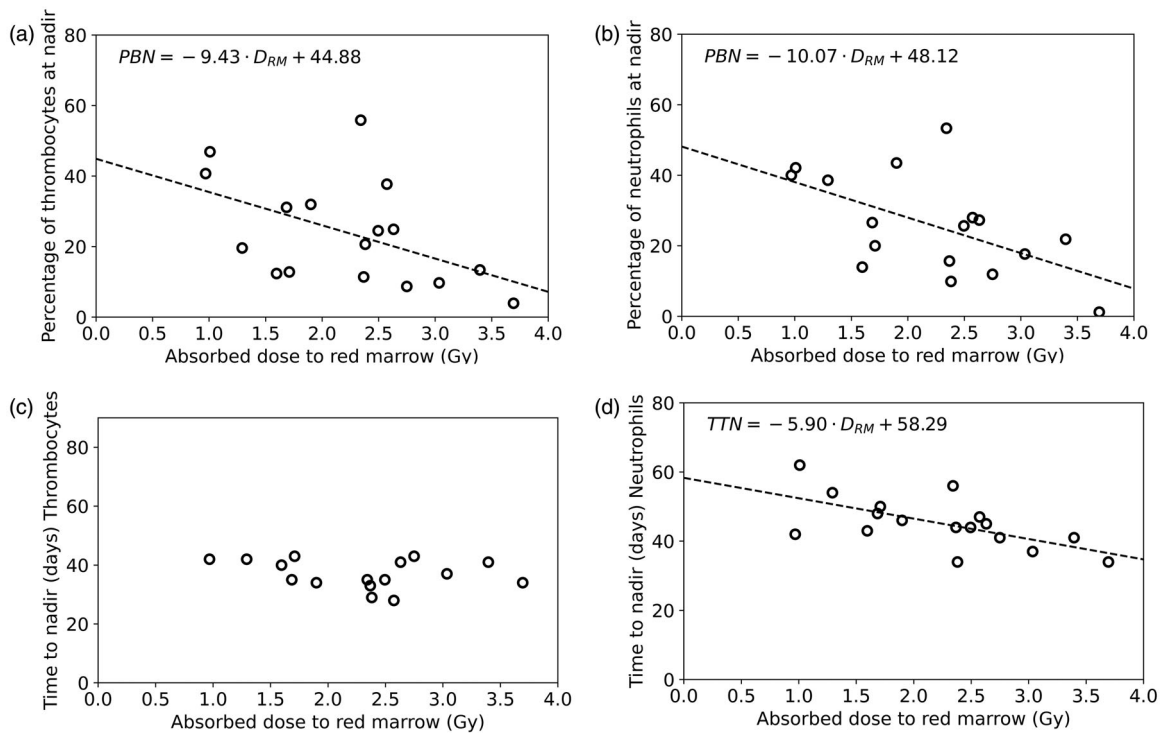 (a)
Percentage of thrombocytes at nadir
PBN = −9.43 · D_RM + 44.88
80
60
40
20
0
0.0 0.5 1.0 1.5 2.0 2.5 3.0 3.5 4.0
Absorbed dose to red marrow (Gy)
(b)
Percentage of neutrophils at nadir
PBN = −10.07 · D_RM + 48.12
80
60
40
20
0
0.0 0.5 1.0 1.5 2.0 2.5 3.0 3.5 4.0
Absorbed dose to red marrow (Gy)
(c)
Time to nadir (days) Thrombocytes
80
60
40
20
0
0.0 0.5 1.0 1.5 2.0 2.5 3.0 3.5 4.0
Absorbed dose to red marrow (Gy)
(d)
Time to nadir (days) Neutrophils
TTN = −5.90 · D_RM + 58.29
80
60
40
20
0
0.0 0.5 1.0 1.5 2.0 2.5 3.0 3.5 4.0
Absorbed dose to red marrow (Gy)